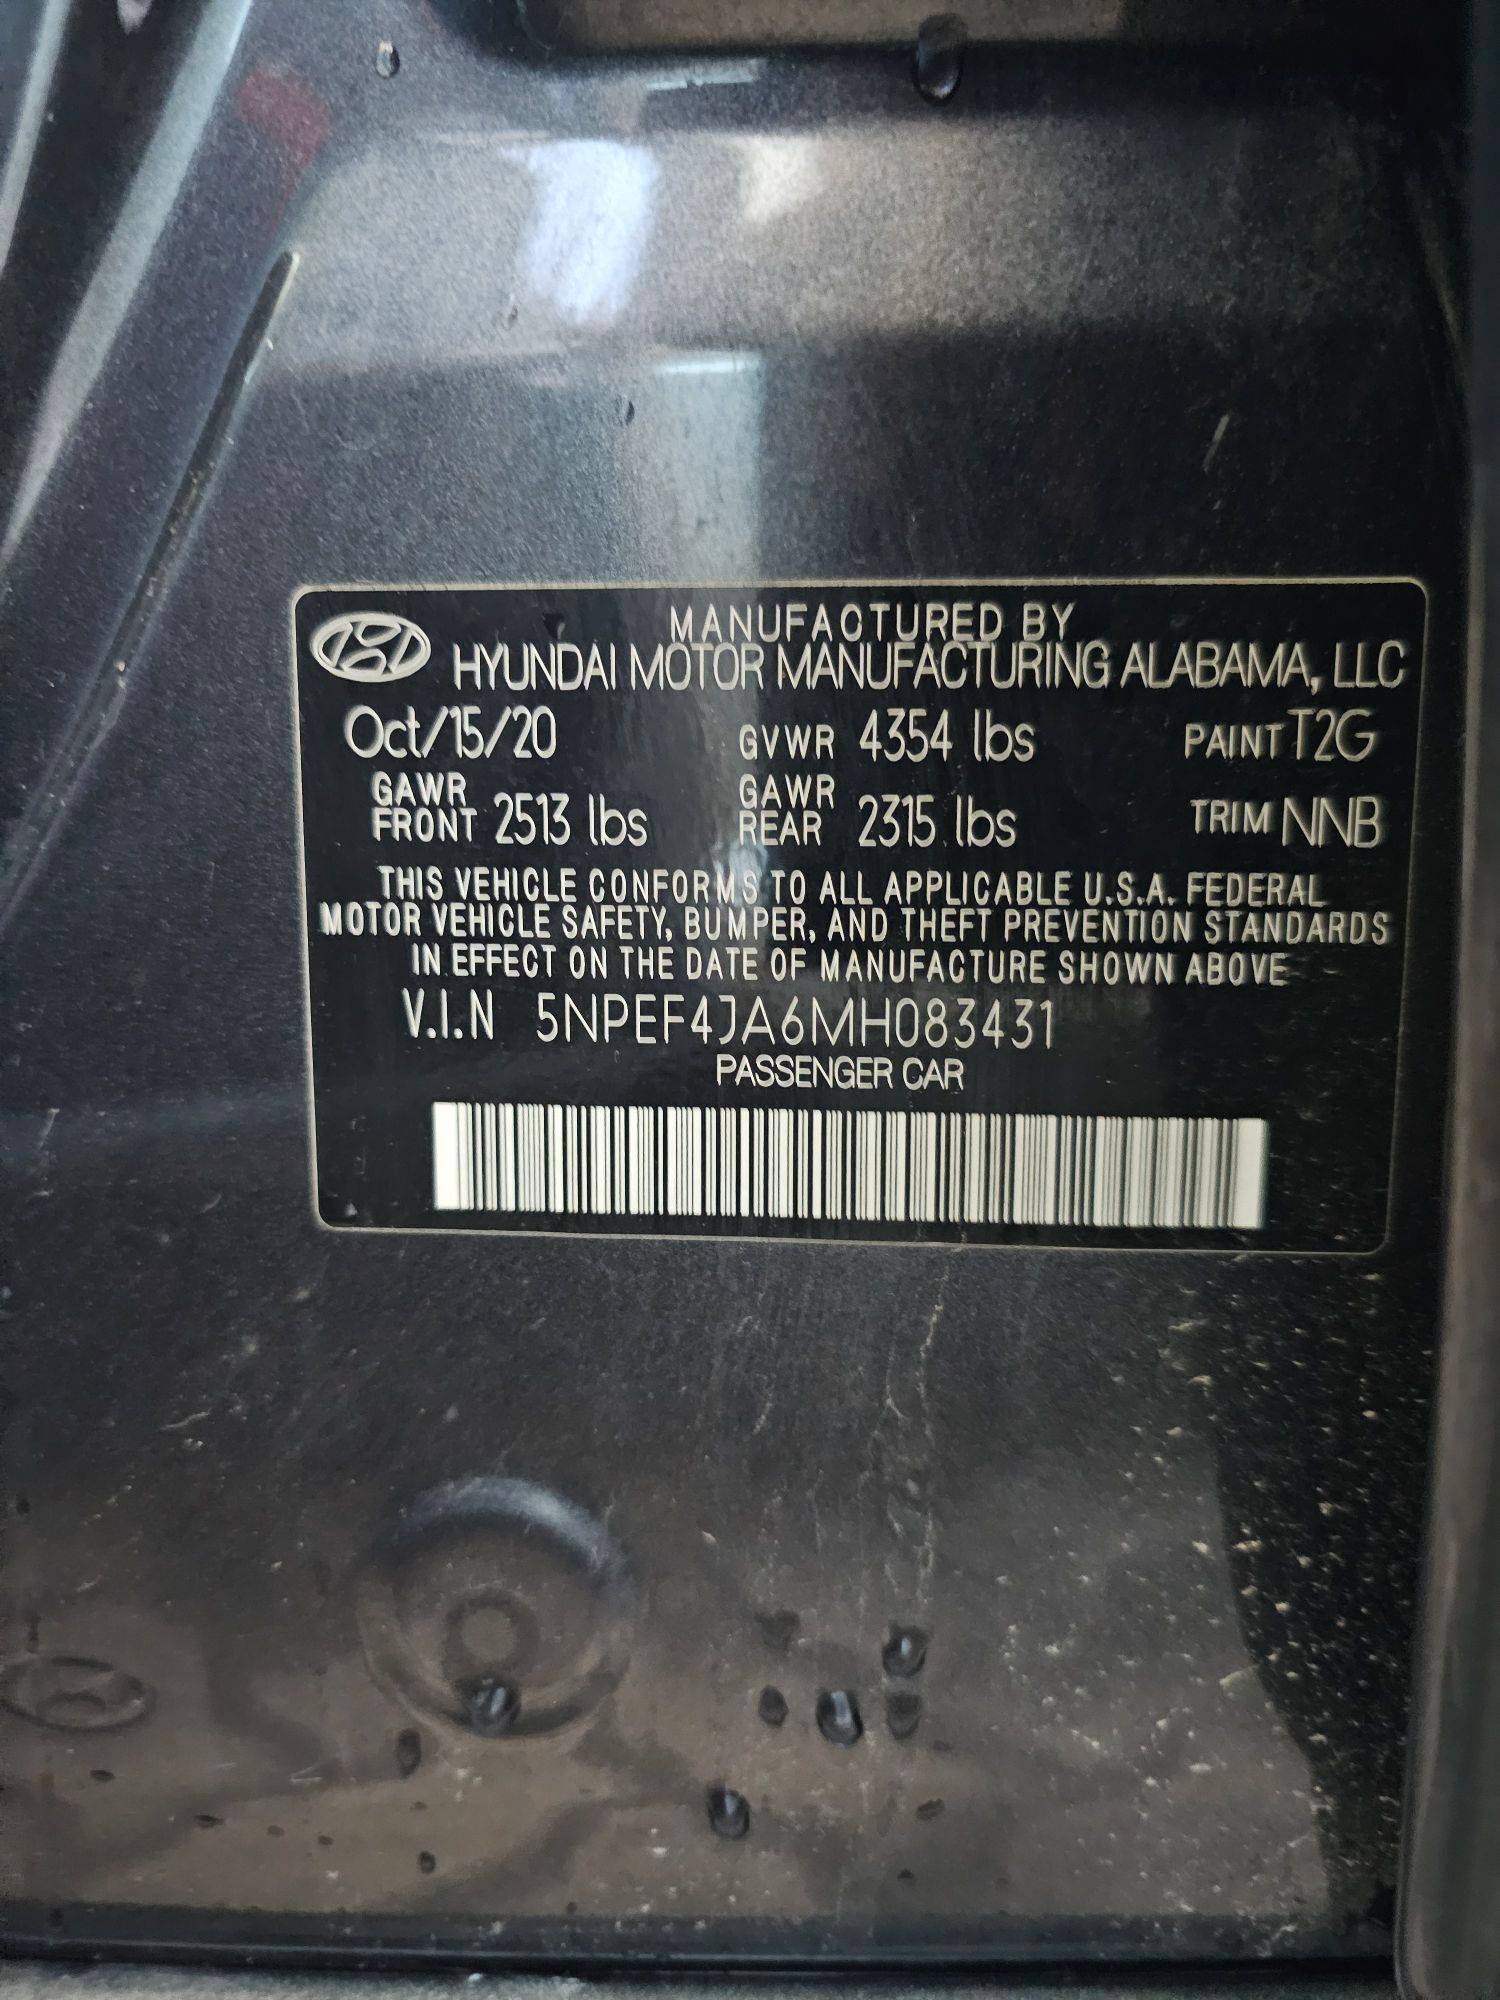 MANUFACTURED BY
HYUNDAI MOTOR MANUFACTURING ALABAMA, LLC
Oct/15/20 GVWR 4354 lbs PAINT T2G
GAWR FRONT 2513 lbs GAWR REAR 2315 lbs TRIM NNB
THIS VEHICLE CONFORMS TO ALL APPLICABLE U.S.A. FEDERAL
MOTOR VEHICLE SAFETY, BUMPER, AND THEFT PREVENTION STANDARDS
IN EFFECT ON THE DATE OF MANUFACTURE SHOWN ABOVE
V.I.N 5NPEF4JA6MH083431
PASSENGER CAR